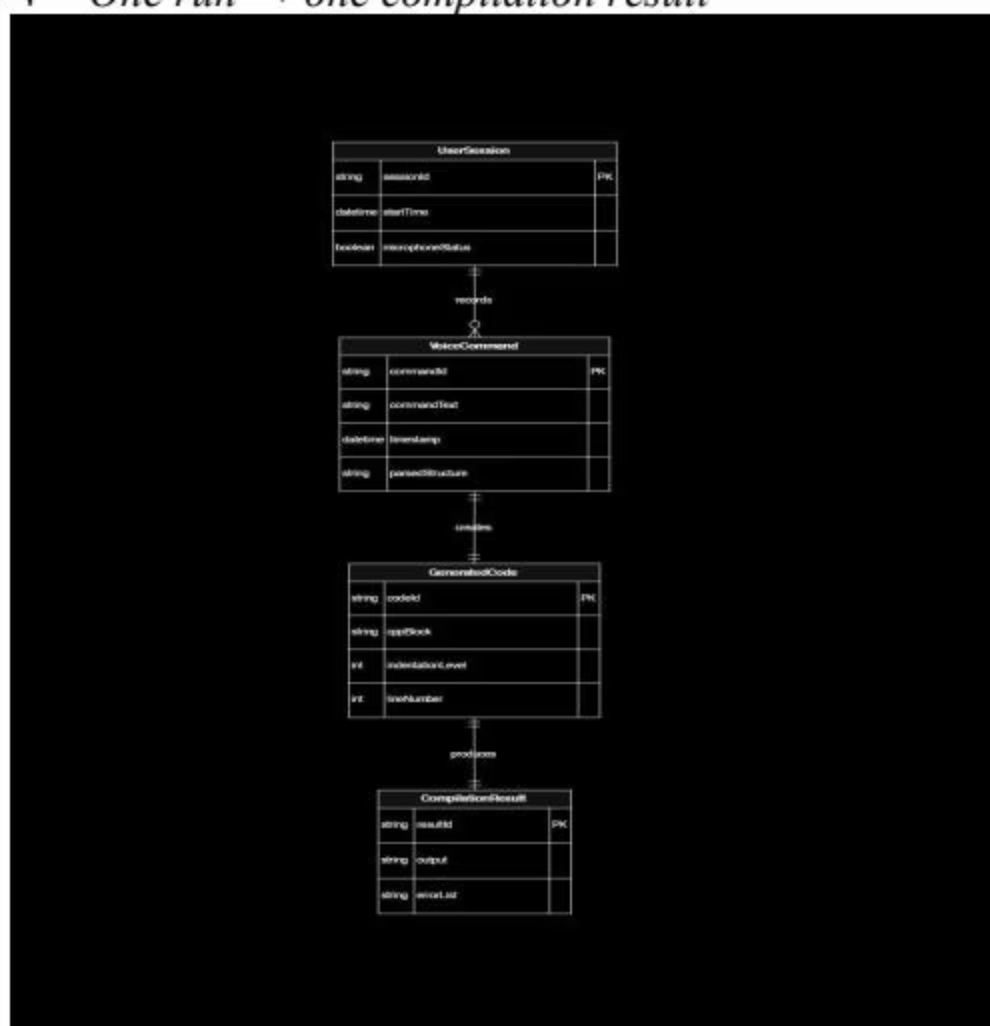 One run → one compilation result
UserSession
string sessionId PK
datetime startTime
boolean microphoneStatus
records
VoiceCommand
string commandId PK
string commandText
datetime timestamp
string parsedStructure
creates
GeneratedCode
string codeId PK
string cppBlock
int indentationLevel
int lineNumber
produces
CompilationResult
string resultId PK
string output
string errorList